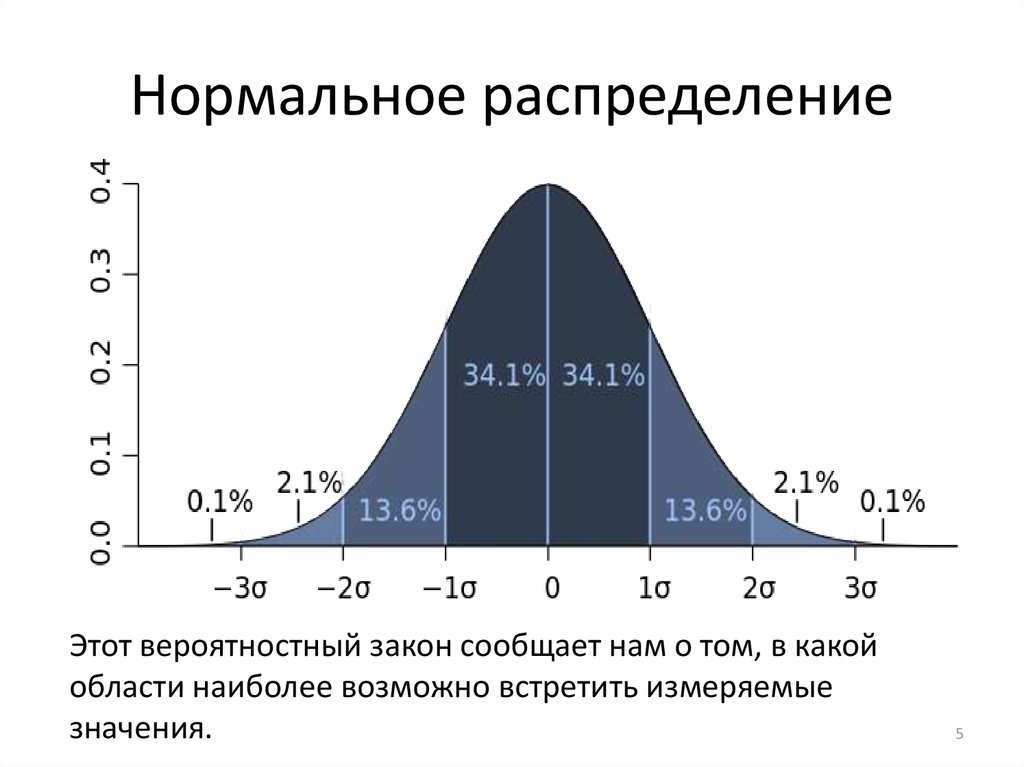 Нормальное распределение
0.4
0.3
0.2
0.1
0.0
34.1% 34.1%
0.1% 2.1% 13.6% 13.6% 2.1% 0.1%
−3σ −2σ −1σ 0 1σ 2σ 3σ
Этот вероятностный закон сообщает нам о том, в какой
области наиболее возможно встретить измеряемые
значения.
5